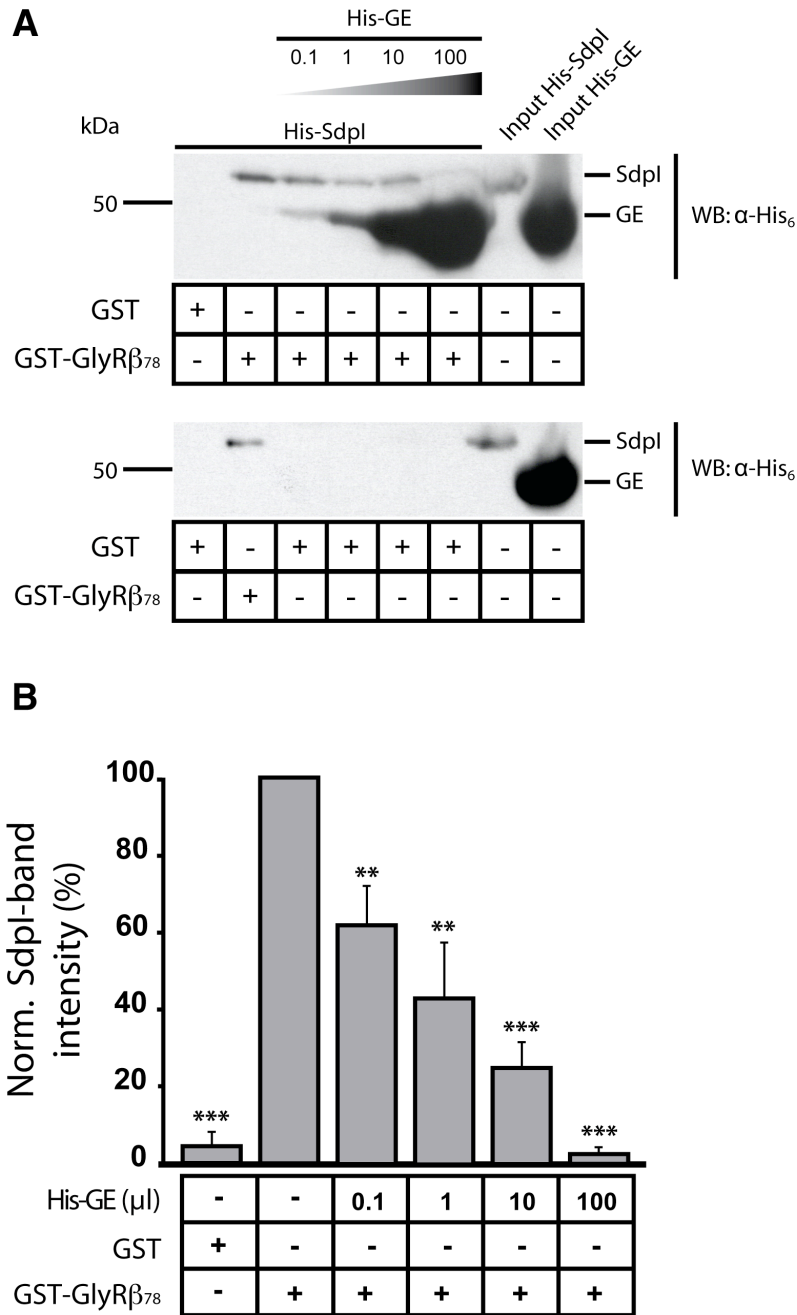 A
His-GE
0.1 1 10 100
Input His-SdpI
Input His-GE
kDa
His-SdpI
50
SdpI
GE
WB: α-His₆
GST + - - - - - - -
GST-GlyRβ₇₈ - + + + + + - -
50
SdpI
GE
WB: α-His₆
GST + - + + + + - -
GST-GlyRβ₇₈ - + - - - - - -
B
Norm. SdpI-band
intensity (%)
100
80
60
40
20
0
***
**
**
***
***
His-GE (µl) - - 0.1 1 10 100
GST + - - - - -
GST-GlyRβ₇₈ - + + + + +